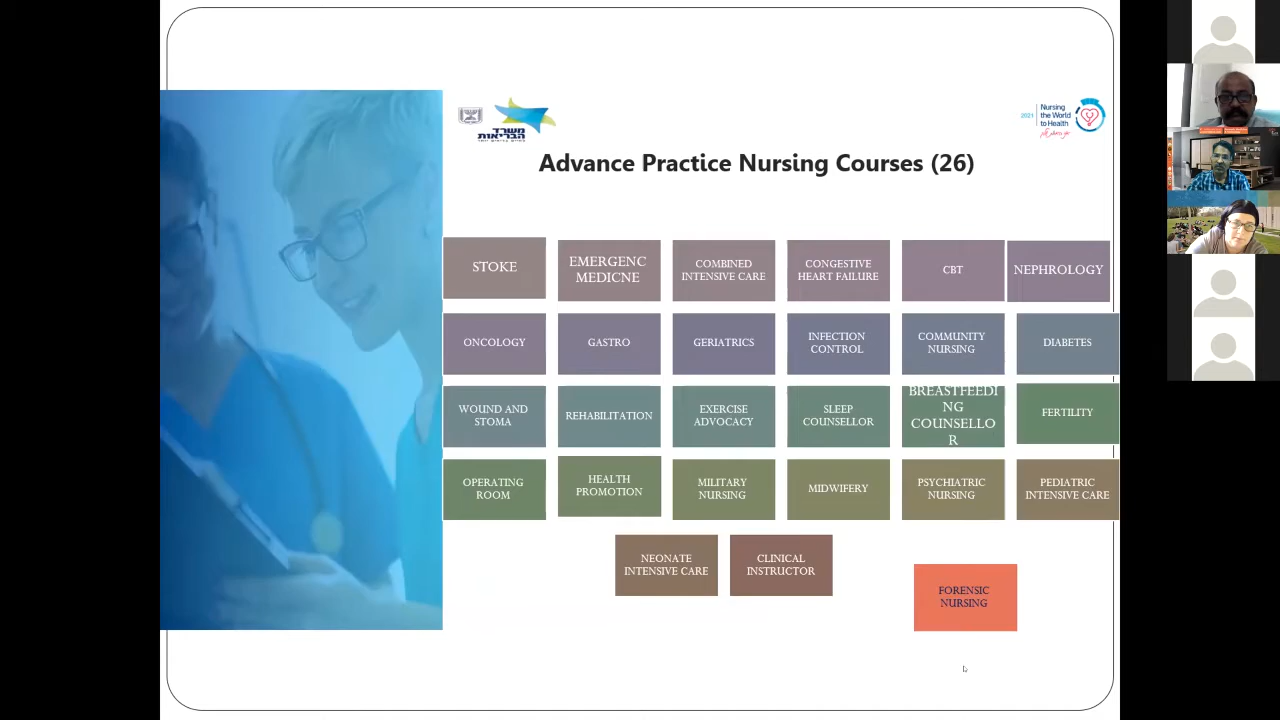 משרד
הבריאות
2021
Nursing
the World
to Health
Advance Practice Nursing Courses (26)
STOKE
EMERGENC
MEDICNE
COMBINED
INTENSIVE CARE
CONGESTIVE
HEART FAILURE
CBT
NEPHROLOGY
ONCOLOGY
GASTRO
GERIATRICS
INFECTION
CONTROL
COMMUNITY
NURSING
DIABETES
WOUND AND
STOMA
REHABILITATION
EXERCISE
ADVOCACY
SLEEP
COUNSELLOR
BREASTFEEDI
NG
COUNSELLO
R
FERTILITY
OPERATING
ROOM
HEALTH
PROMOTION
MILITARY
NURSING
MIDWIFERY
PSYCHIATRIC
NURSING
PEDIATRIC
INTENSIVE CARE
NEONATE
INTENSIVE CARE
CLINICAL
INSTRUCTOR
FORENSIC
NURSING